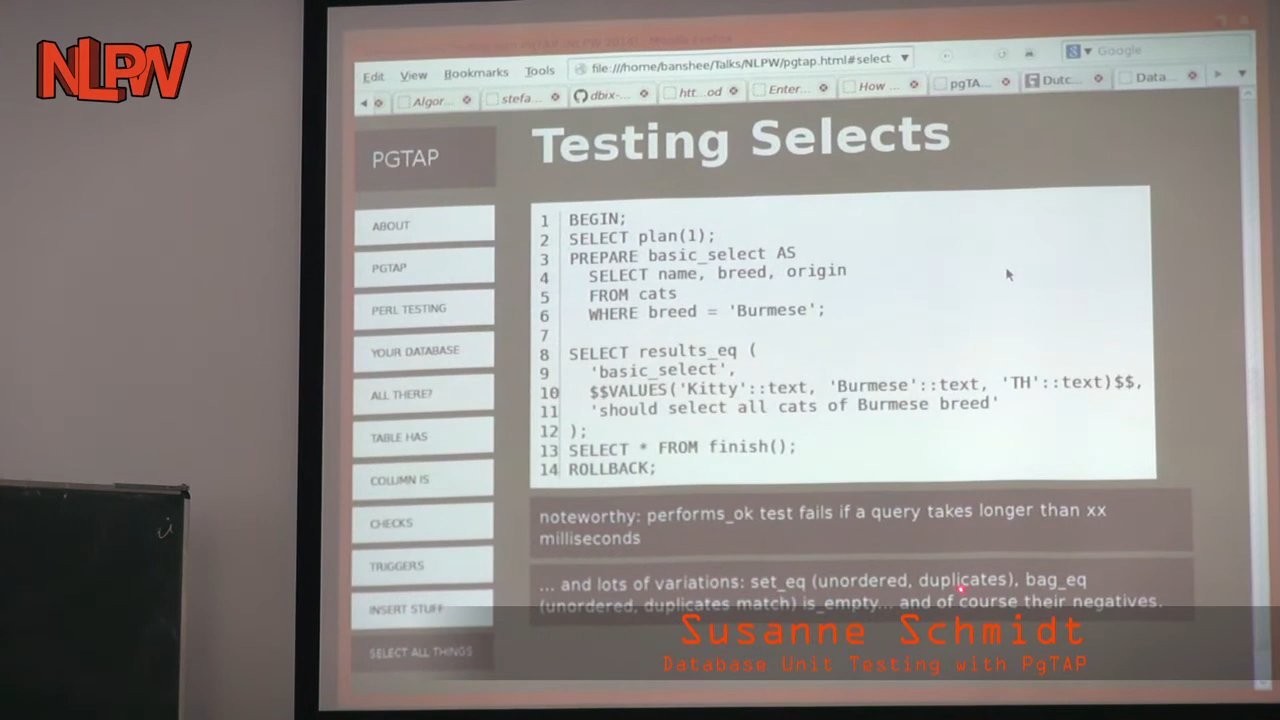 NLPW
Edit View Bookmarks Tools file:///home/banshee/Talks/NLPW/pgtap.html#select Google
Algor... stefa... dbix-... htt...od Enter... How ... pgTA... Dutc... Data...
PGTAP
ABOUT
PGTAP
PERL TESTING
YOUR DATABASE
ALL THERE?
TABLE HAS
COLUMN IS
CHECKS
TRIGGERS
INSERT STUFF
SELECT ALL THINGS
Testing Selects
1 BEGIN;
2 SELECT plan(1);
3 PREPARE basic_select AS
4 SELECT name, breed, origin
5 FROM cats
6 WHERE breed = 'Burmese';
7
8 SELECT results_eq (
9 'basic_select',
10 $$VALUES('Kitty'::text, 'Burmese'::text, 'TH'::text)$$,
11 'should select all cats of Burmese breed'
12 );
13 SELECT * FROM finish();
14 ROLLBACK;
noteworthy: performs_ok test fails if a query takes longer than xx
milliseconds
... and lots of variations: set_eq (unordered, duplicates), bag_eq
(unordered, duplicates match) is_empty... and of course their negatives.
Susanne Schmidt
Database Unit Testing with PgTAP